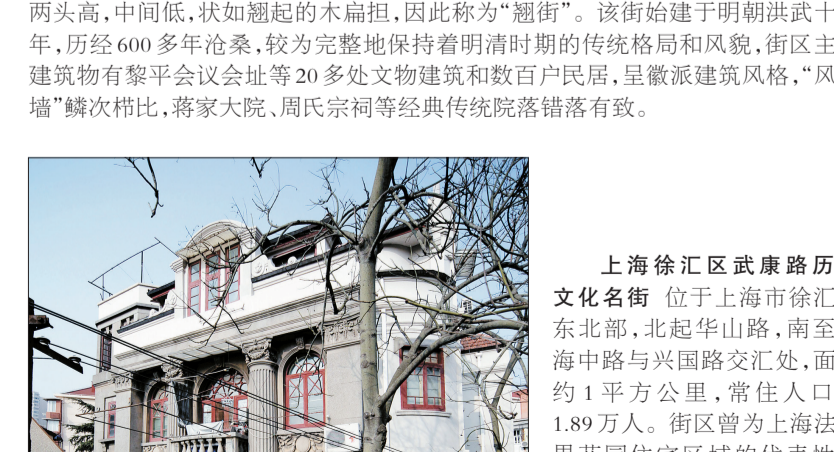 两头高,中间低,状如翘起的木扁担,因此称为“翘街”。该街始建于明朝洪武十
年,历经600多年沧桑,较为完整地保持着明清时期的传统格局和风貌,街区主
建筑物有黎平会议会址等20多处文物建筑和数百户民居,呈徽派建筑风格,“风
墙”鳞次栉比,蒋家大院、周氏宗祠等经典传统院落错落有致。
上海徐汇区武康路历
文化名街 位于上海市徐汇
东北部,北起华山路,南至
海中路与兴国路交汇处,面
约1平方公里,常住人口
1.89万人。街区曾为上海法